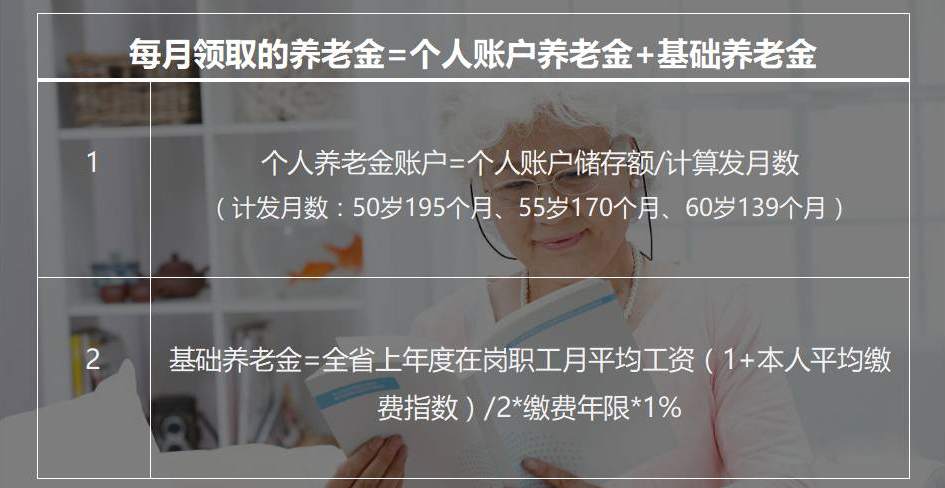 每月领取的养老金=个人账户养老金+基础养老金
1
个人养老金账户=个人账户储存额/计算发月数
（计发月数：50岁195个月、55岁170个月、60岁139个月）
2
基础养老金=全省上年度在岗职工月平均工资（1+本人平均缴
费指数）/2*缴费年限*1%